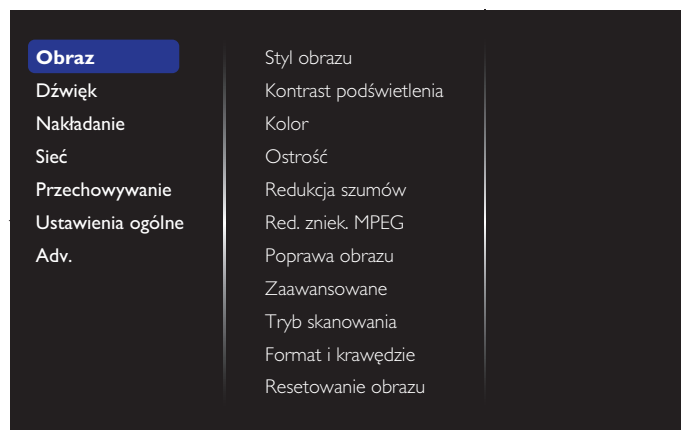 Obraz
Dźwięk
Nakładanie
Sieć
Przechowywanie
Ustawienia ogólne
Adv.
Styl obrazu
Kontrast podświetlenia
Kolor
Ostrość
Redukcja szumów
Red. zniek. MPEG
Poprawa obrazu
Zaawansowane
Tryb skanowania
Format i krawędzie
Resetowanie obrazu